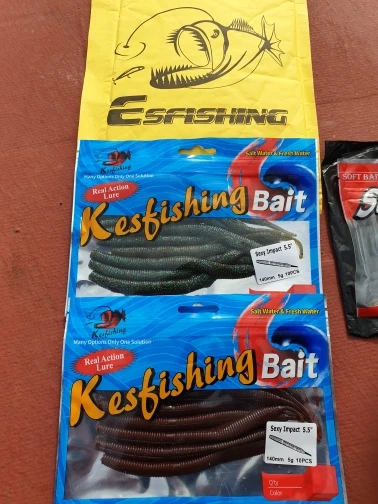 ESFISHING
Kesfishing
Many Options Only One Solution
Salt Water & Fresh Water
Real Action
Lure
Kesfishing Bait
Sexy Impact 5.5"
140mm 5g 10PCS
SOFT BAIT
Kesfishing
Many Options Only One Solution
Salt Water & Fresh Water
Real Action
Lure
Kesfishing Bait
Sexy Impact 5.5"
140mm 5g 10PCS
Q'ty
Color